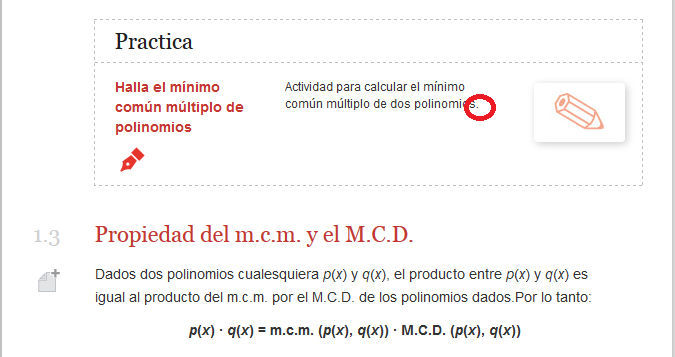 Practica
Halla el mínimo
común múltiplo de
polinomios
Actividad para calcular el mínimo
común múltiplo de dos polinomios.
1.3 Propiedad del m.c.m. y el M.C.D.
Dados dos polinomios cualesquiera p(x) y q(x), el producto entre p(x) y q(x) es
igual al producto del m.c.m. por el M.C.D. de los polinomios dados.Por lo tanto:
p(x) · q(x) = m.c.m. (p(x), q(x)) · M.C.D. (p(x), q(x))